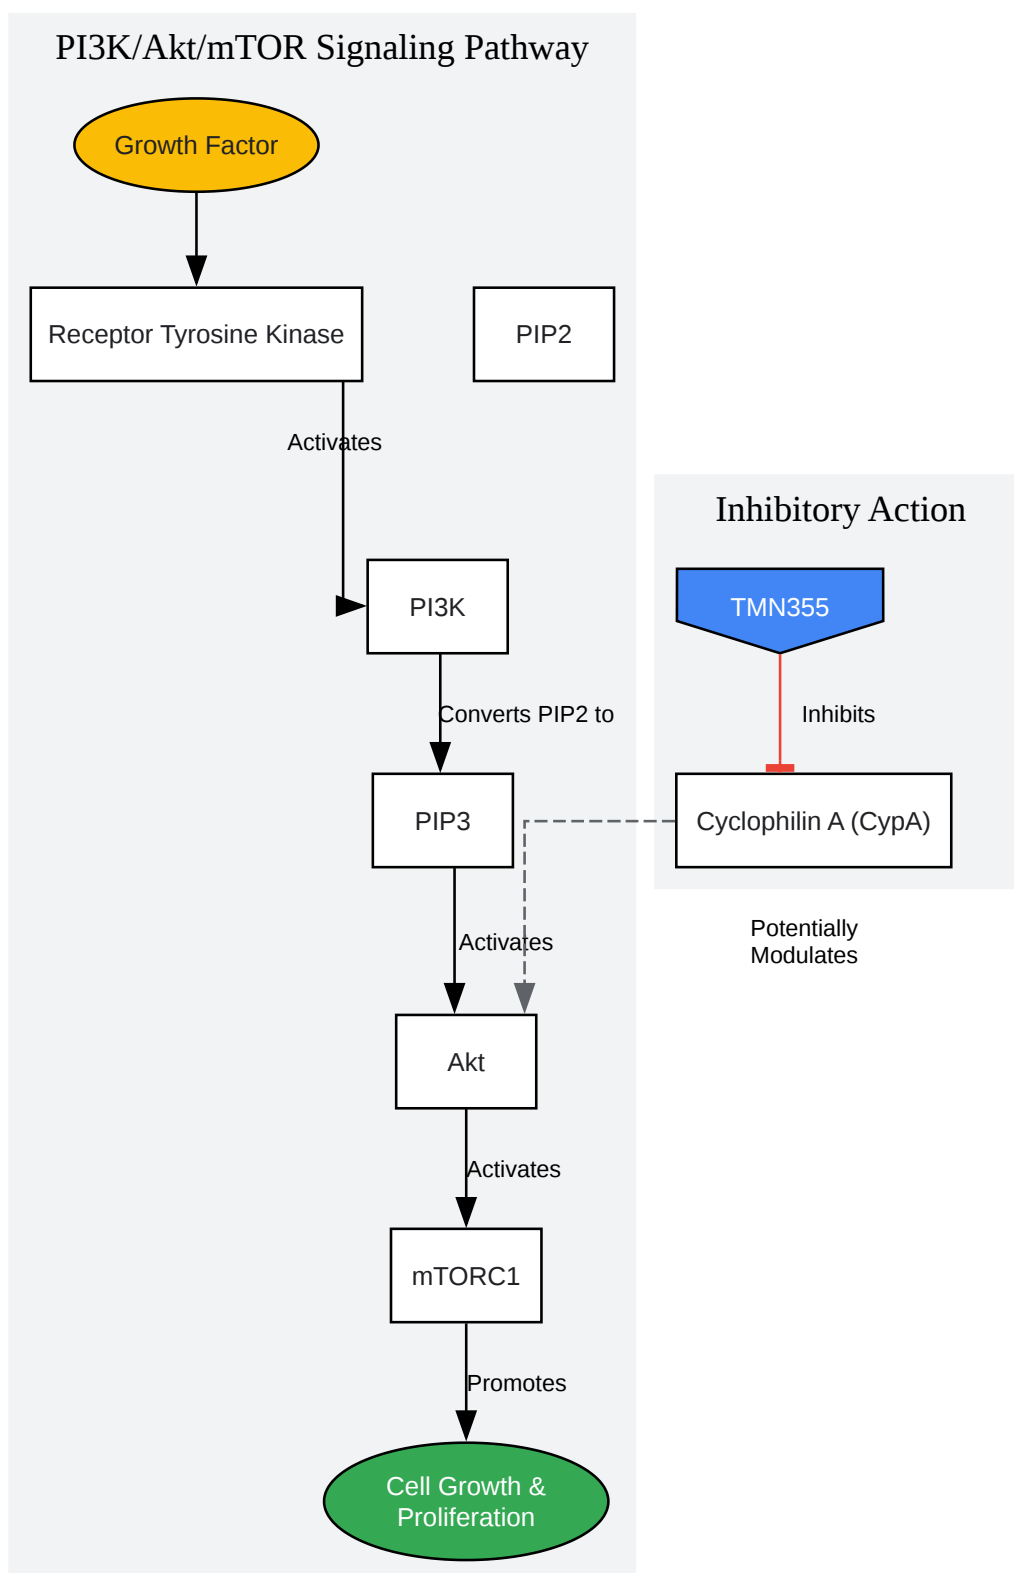 PI3K/Akt/mTOR Signaling Pathway
Growth Factor
Receptor Tyrosine Kinase
PIP2
Activates
Inhibitory Action
PI3K
TMN355
Converts PIP2 to
Inhibits
PIP3
Cyclophilin A (CypA)
Activates
Potentially
Modulates
Akt
Activates
mTORC1
Promotes
Cell Growth &
Proliferation